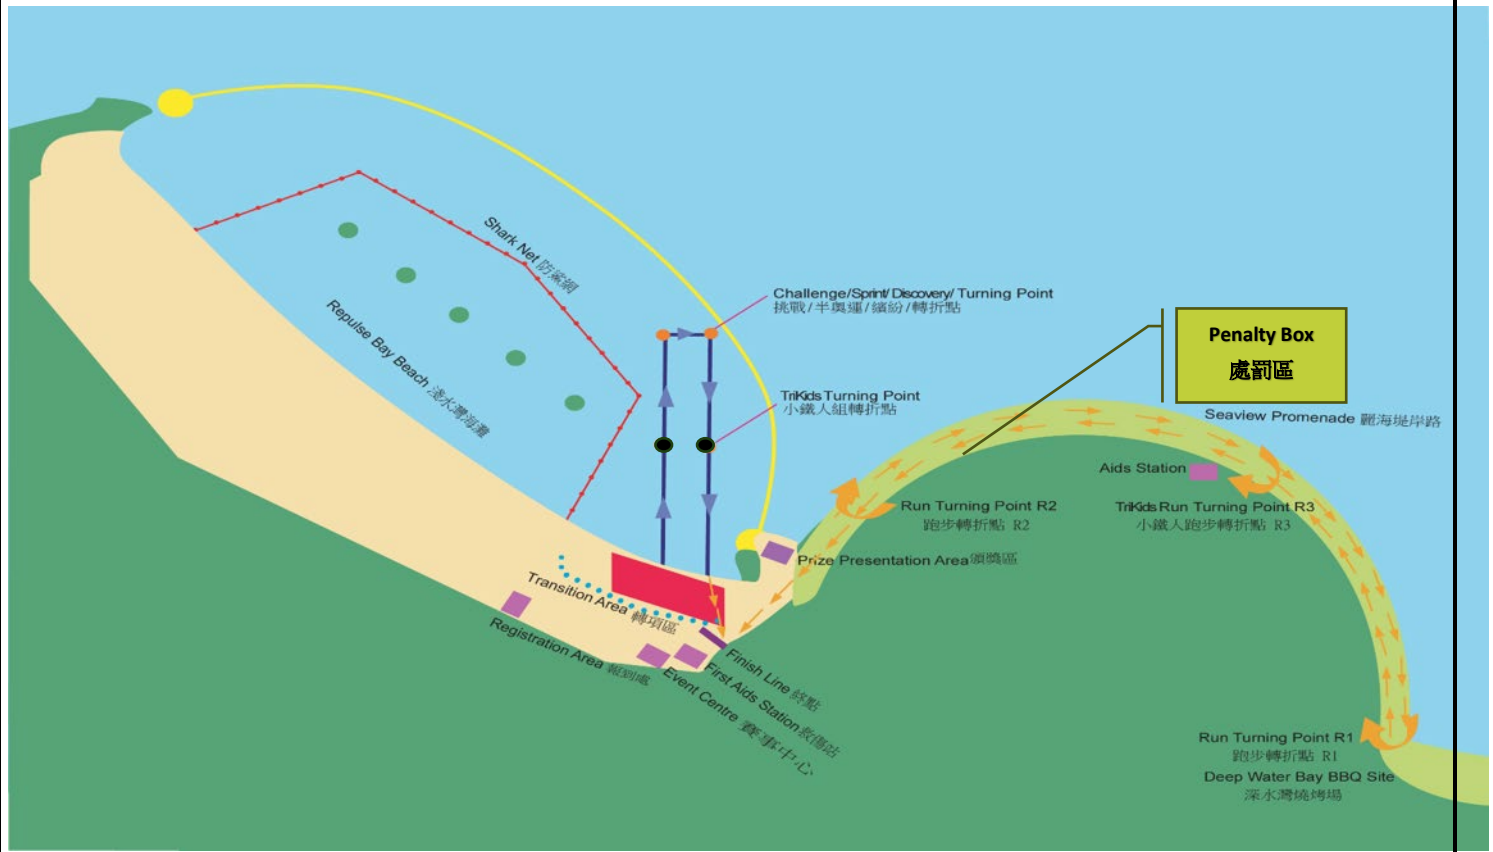 Shark Net 防鯊網
Repulse Bay Beach 淺水灣海灘
Challenge/Sprint/Discovery/ Turning Point
挑戰/半奧運/繽紛/轉折點
TriKids Turning Point
小鐵人組轉折點
Penalty Box
處罰區
Seaview Promenade 麗海堤岸路
Aids Station
TriKids Run Turning Point R3
小鐵人跑步轉折點 R3
Run Turning Point R2
跑步轉折點 R2
Prize Presentation Area 頒獎區
Transition Area 轉項區
Registration Area 報到處
Finish Line 終點
First Aids Station 救傷站
Event Centre 賽事中心
Run Turning Point R1
跑步轉折點 R1
Deep Water Bay BBQ Site
深水灣燒烤場